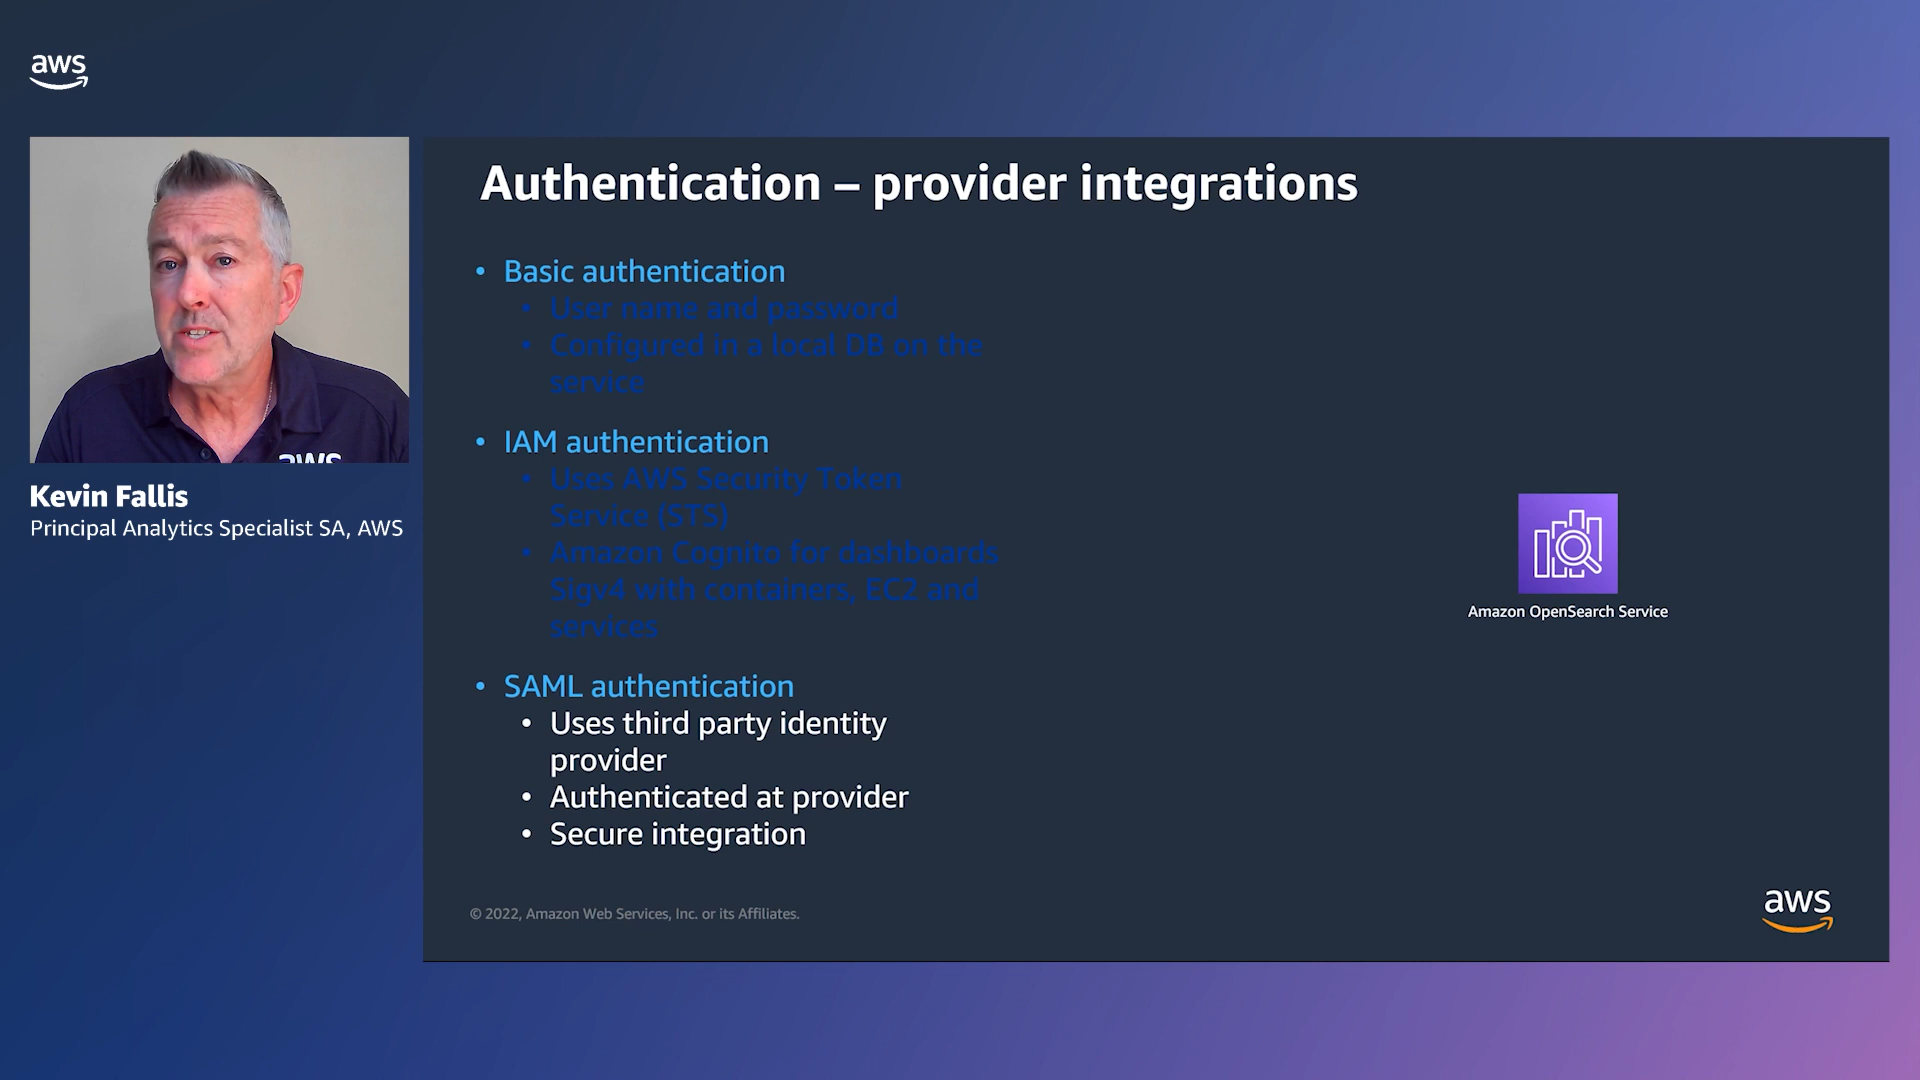 aws
Authentication – provider integrations
• Basic authentication
• User name and password
• Configured in a local DB on the
service
• IAM authentication
• Uses AWS Security Token
Service (STS)
• Amazon Cognito for dashboards
Sigv4 with containers, EC2 and
services
• SAML authentication
• Uses third party identity
provider
• Authenticated at provider
• Secure integration
aws
Kevin Fallis
Principal Analytics Specialist SA, AWS
Amazon OpenSearch Service
© 2022, Amazon Web Services, Inc. or its Affiliates.
aws